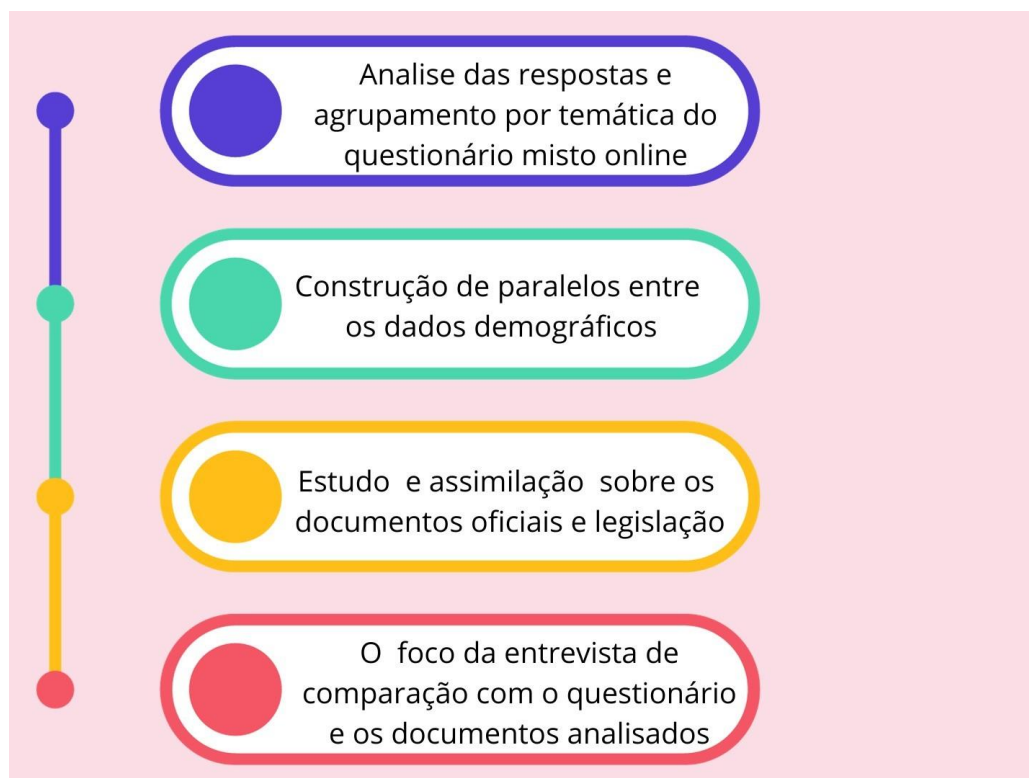 Analise das respostas e
agrupamento por temática do
questionário misto online
Construção de paralelos entre
os dados demográficos
Estudo e assimilação sobre os
documentos oficiais e legislação
O foco da entrevista de
comparação com o questionário
e os documentos analisados